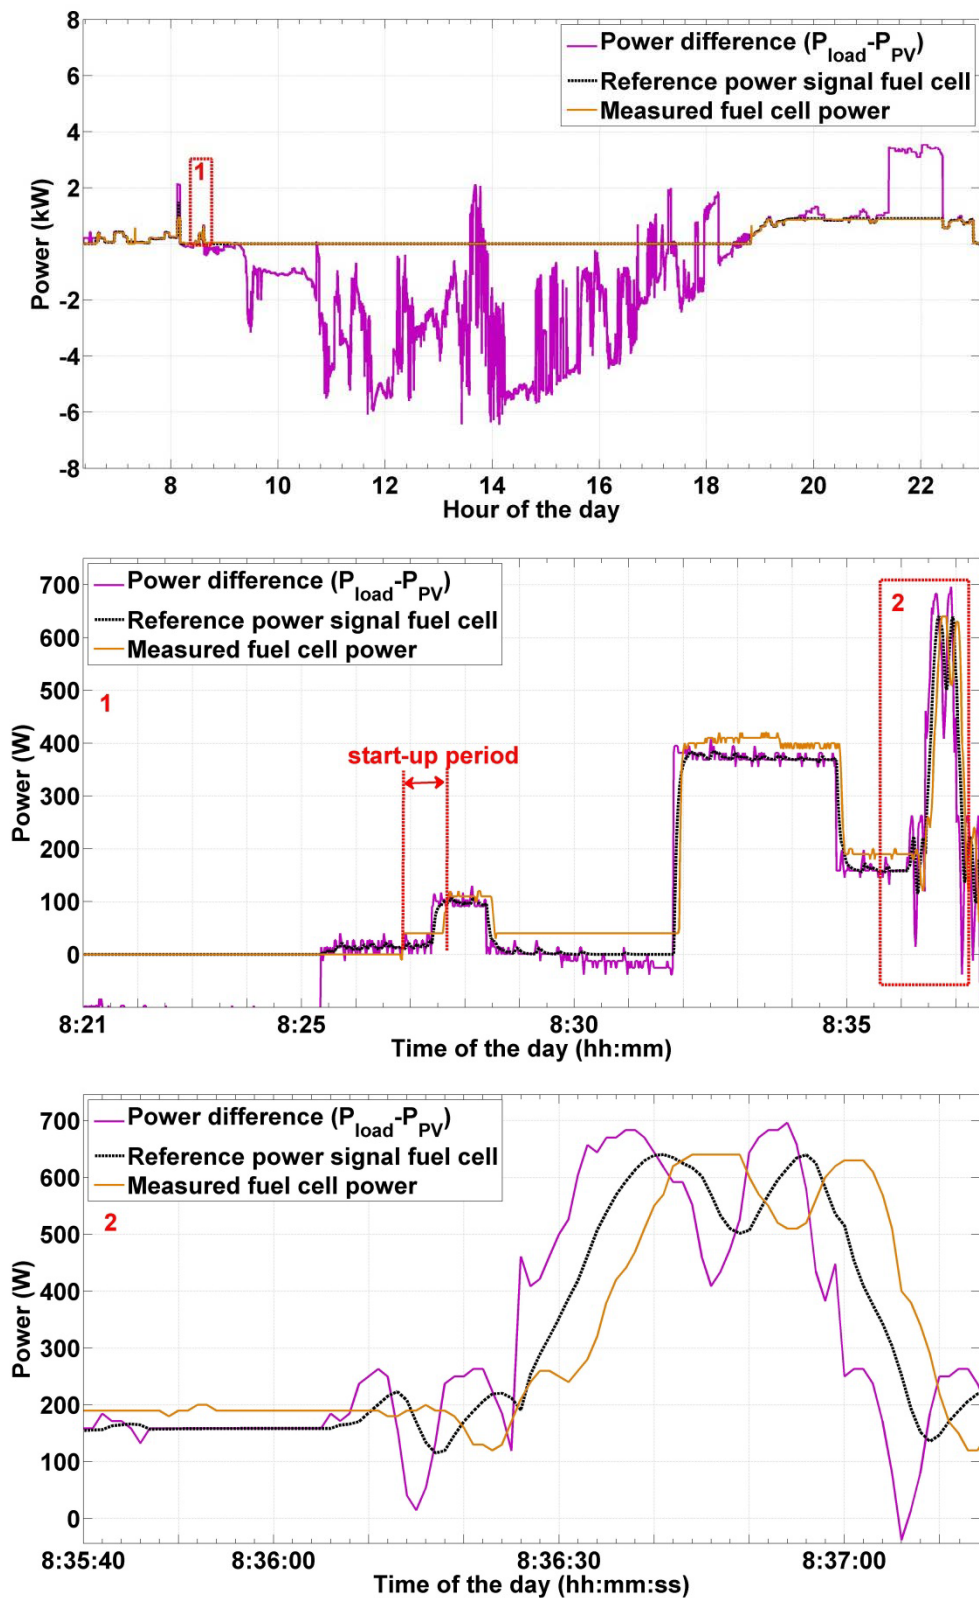 8
6
4
2
0
-2
-4
-6
-8
Power (kW)
Power difference (Pload-PPV)
Reference power signal fuel cell
Measured fuel cell power
1
8 10 12 14 16 18 20 22
Hour of the day
700
600
500
400
300
200
100
0
Power (W)
Power difference (Pload-PPV)
Reference power signal fuel cell
Measured fuel cell power
1
2
start-up period
8:21 8:25 8:30 8:35
Time of the day (hh:mm)
700
600
500
400
300
200
100
0
Power (W)
Power difference (Pload-PPV)
Reference power signal fuel cell
Measured fuel cell power
2
8:35:40 8:36:00 8:36:30 8:37:00
Time of the day (hh:mm:ss)